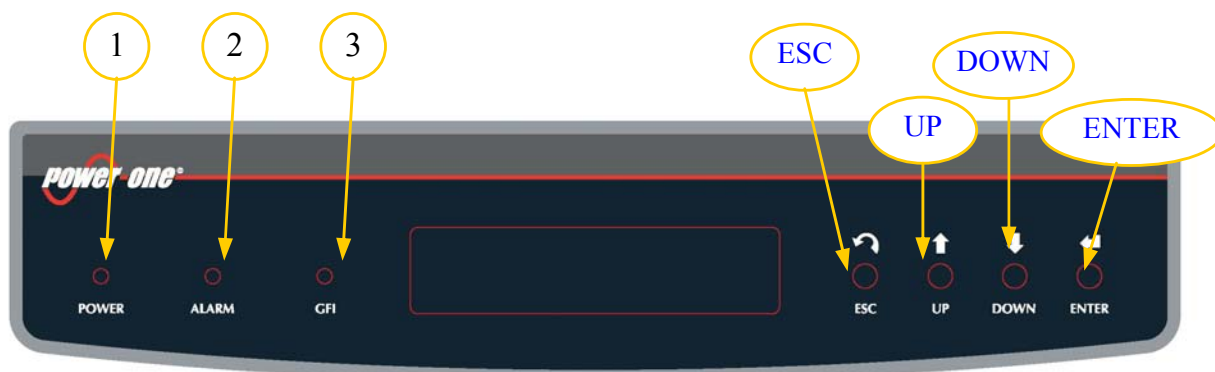 1 2 3 ESC DOWN
UP ENTER
power-one®
POWER ALARM GFI ESC UP DOWN ENTER